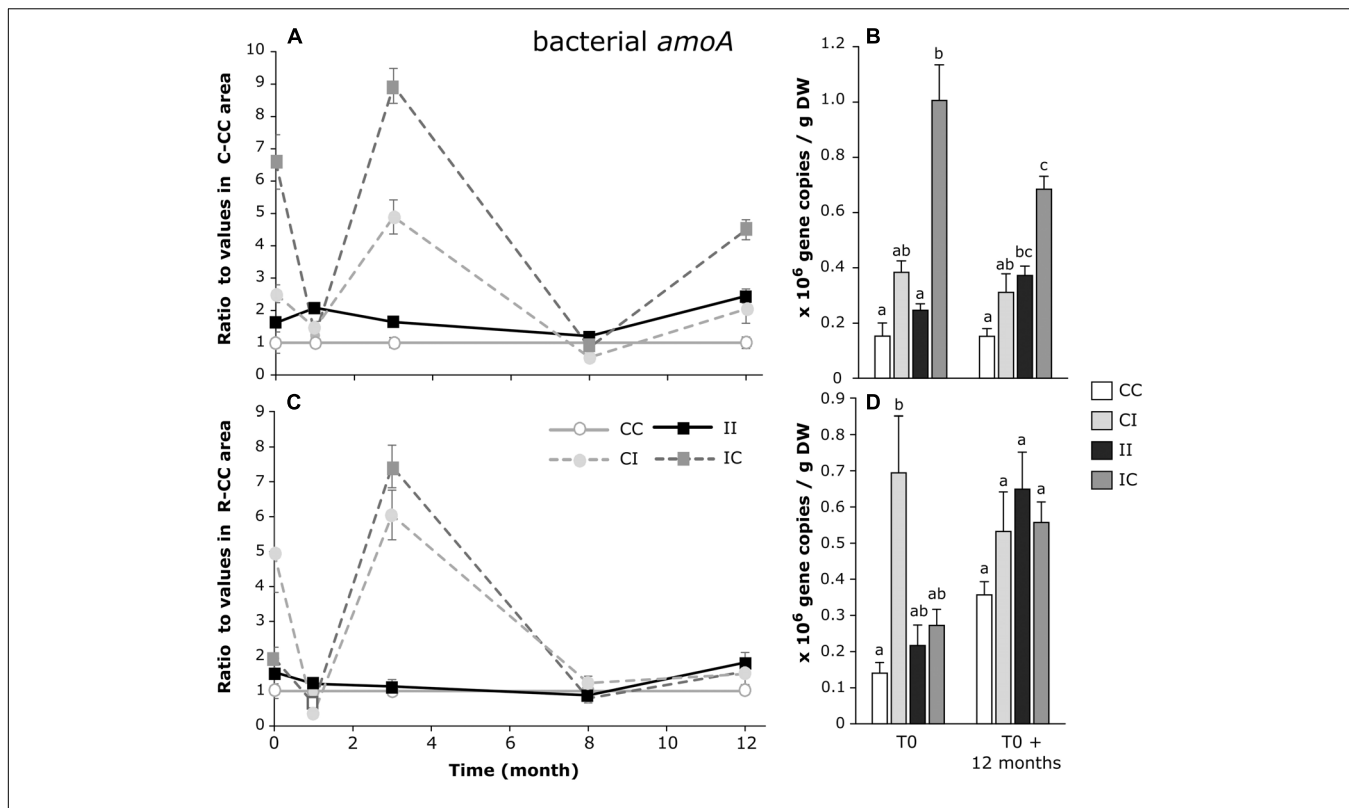 A
bacterial amoA
Ratio to values in C-CC area
10
9
8
7
6
5
4
3
2
1
0
B
x 10⁶ gene copies / g DW
1.2
1.0
0.8
0.6
0.4
0.2
0
a
ab
a
b
a
ab
bc
c
C
Ratio to values in R-CC area
9
8
7
6
5
4
3
2
1
0
CC II
CI IC
0 2 4 6 8 10 12
Time (month)
D
x 10⁶ gene copies / g DW
0.9
0.8
0.7
0.6
0.5
0.4
0.3
0.2
0.1
0
a
b
ab
ab
a
a
a
a
T0 T0 +
12 months
CC
CI
II
IC